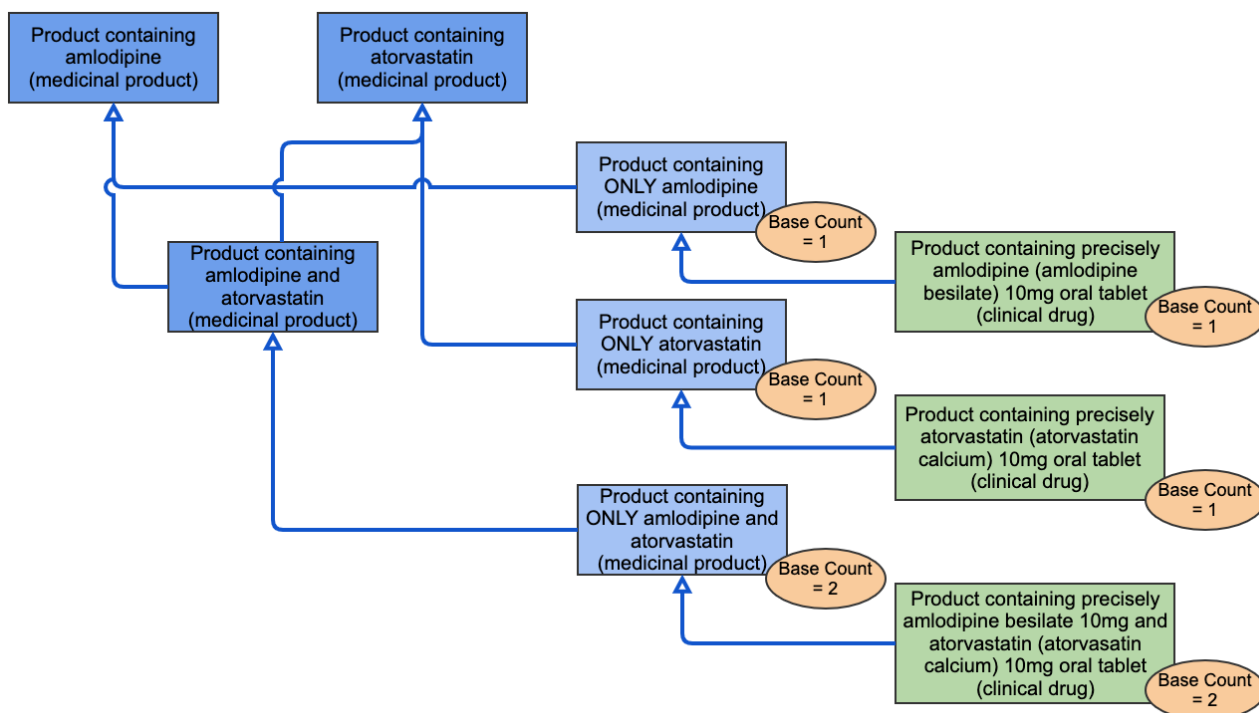 Product containing
amlodipine
(medicinal product)
Product containing
atorvastatin
(medicinal product)
Product containing
ONLY amlodipine
(medicinal product)
Base Count
= 1
Product containing
amlodipine and
atorvastatin
(medicinal product)
Product containing precisely
amlodipine (amlodipine
besilate) 10mg oral tablet
(clinical drug)
Base Count
= 1
Product containing
ONLY atorvastatin
(medicinal product)
Base Count
= 1
Product containing precisely
atorvastatin (atorvastatin
calcium) 10mg oral tablet
(clinical drug)
Base Count
= 1
Product containing
ONLY amlodipine and
atorvastatin
(medicinal product)
Base Count
= 2
Product containing precisely
amlodipine besilate 10mg and
atorvastatin (atorvasatin
calcium) 10mg oral tablet
(clinical drug)
Base Count
= 2